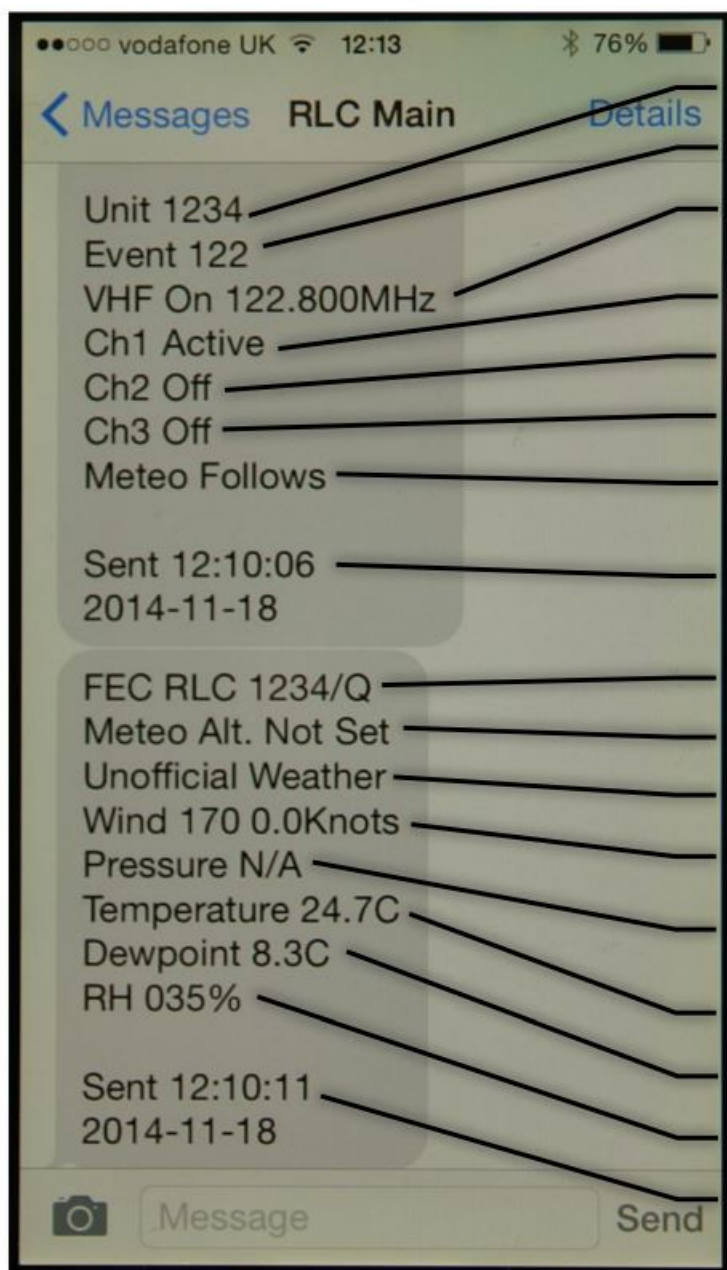 vodafone UK 12:13 76%
Messages RLC Main Details
Unit 1234
Event 122
VHF On 122.800MHz
Ch1 Active
Ch2 Off
Ch3 Off
Meteo Follows
Sent 12:10:06
2014-11-18
FEC RLC 1234/Q
Meteo Alt. Not Set
Unofficial Weather
Wind 170 0.0Knots
Pressure N/A
Temperature 24.7C
Dewpoint 8.3C
RH 035%
Sent 12:10:11
2014-11-18
Message Send